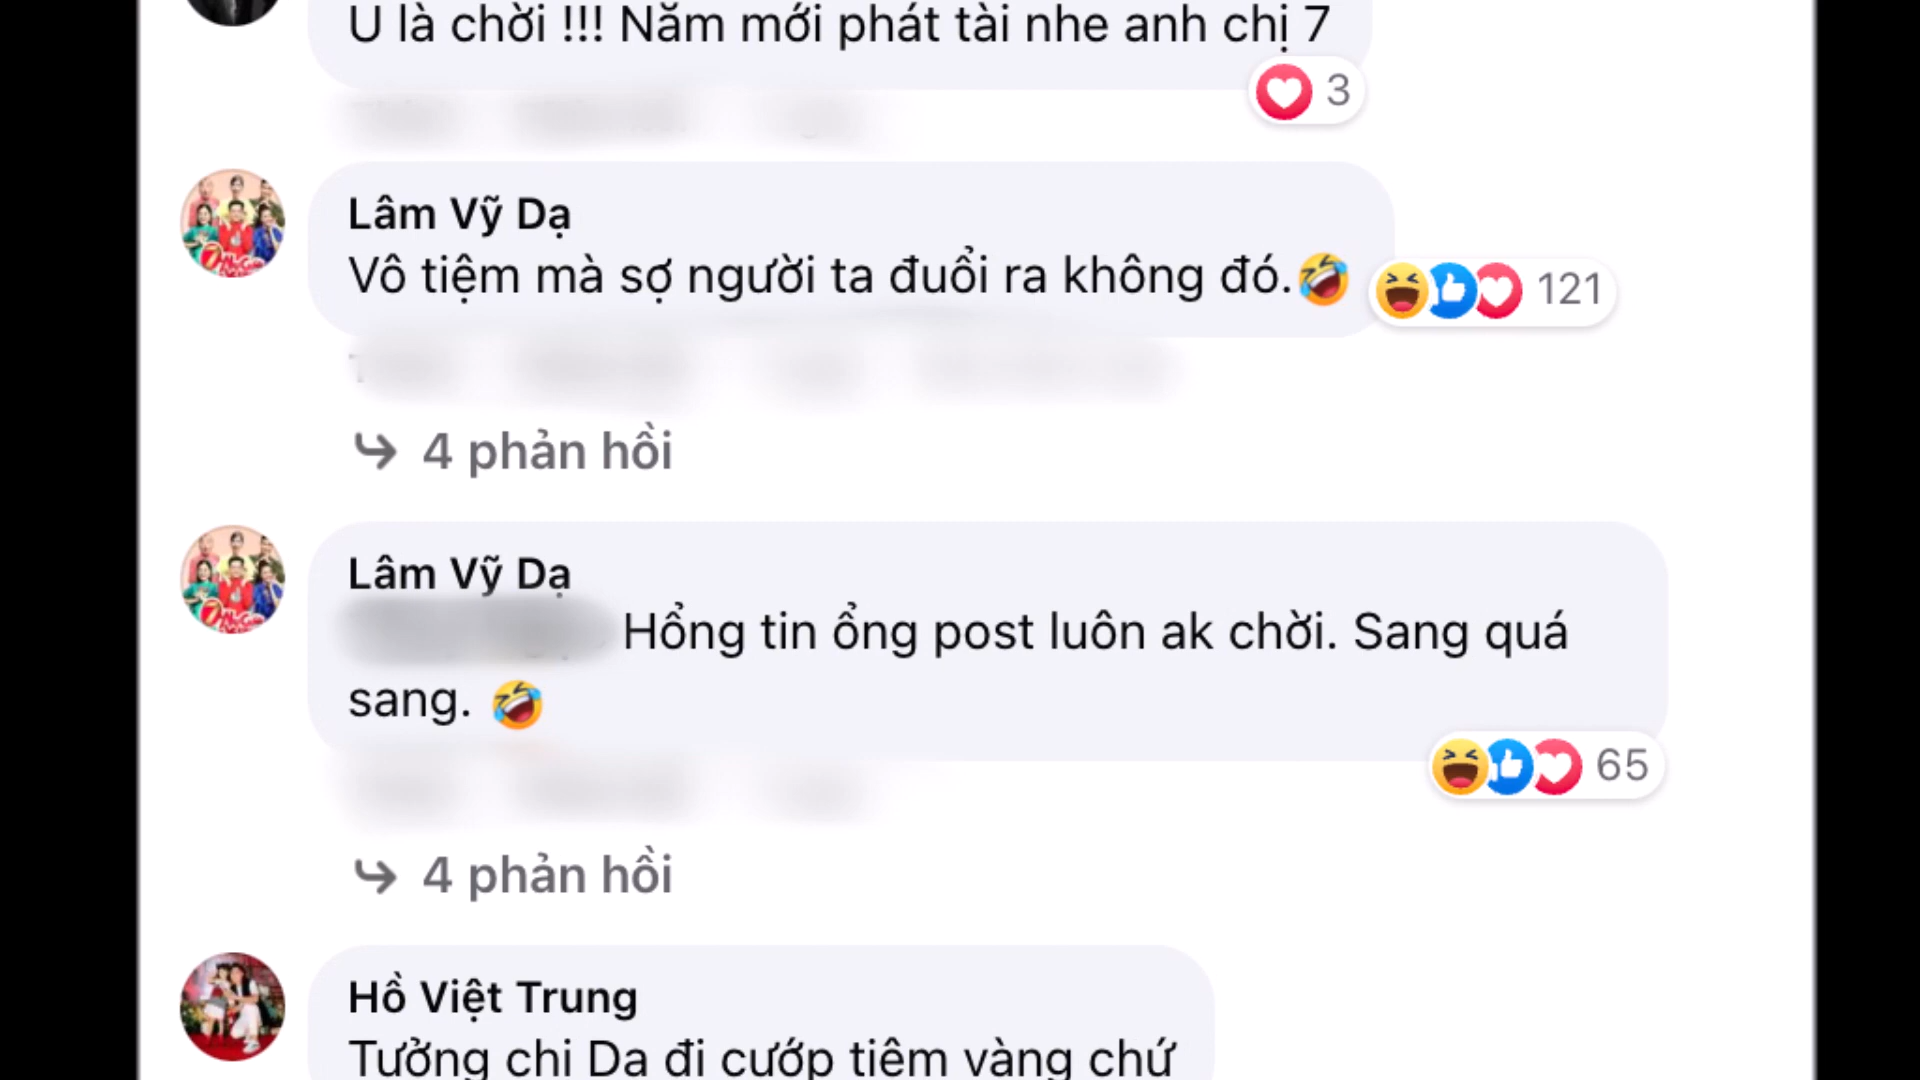 U là chời !!! Năm mới phát tài nhe anh chị 7
3
Lâm Vỹ Dạ
Vô tiệm mà sợ người ta đuổi ra không đó.🤣
121
4 phản hồi
Lâm Vỹ Dạ
Hổng tin ổng post luôn ak chời. Sang quá
sang. 🤣
65
4 phản hồi
Hồ Việt Trung
Tưởng chị Dạ đi cướp tiệm vàng chứ